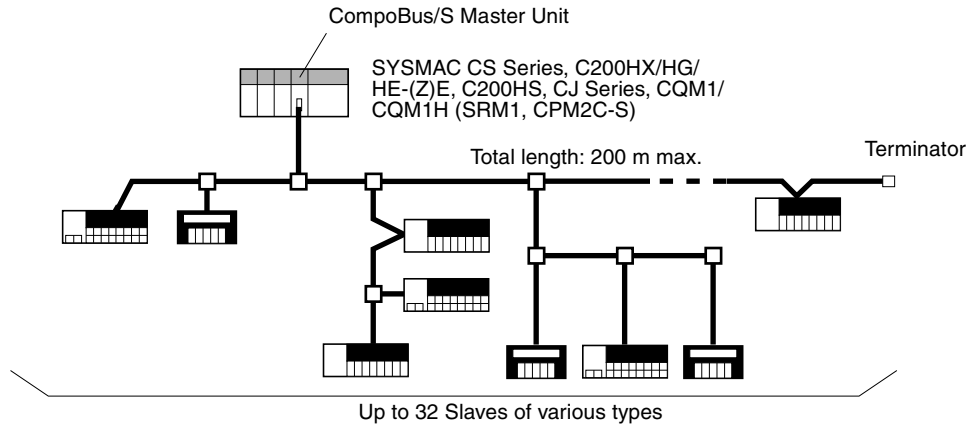 CompoBus/S Master Unit
SYSMAC CS Series, C200HX/HG/
HE-(Z)E, C200HS, CJ Series, CQM1/
CQM1H (SRM1, CPM2C-S)
Total length: 200 m max.
Terminator
Up to 32 Slaves of various types